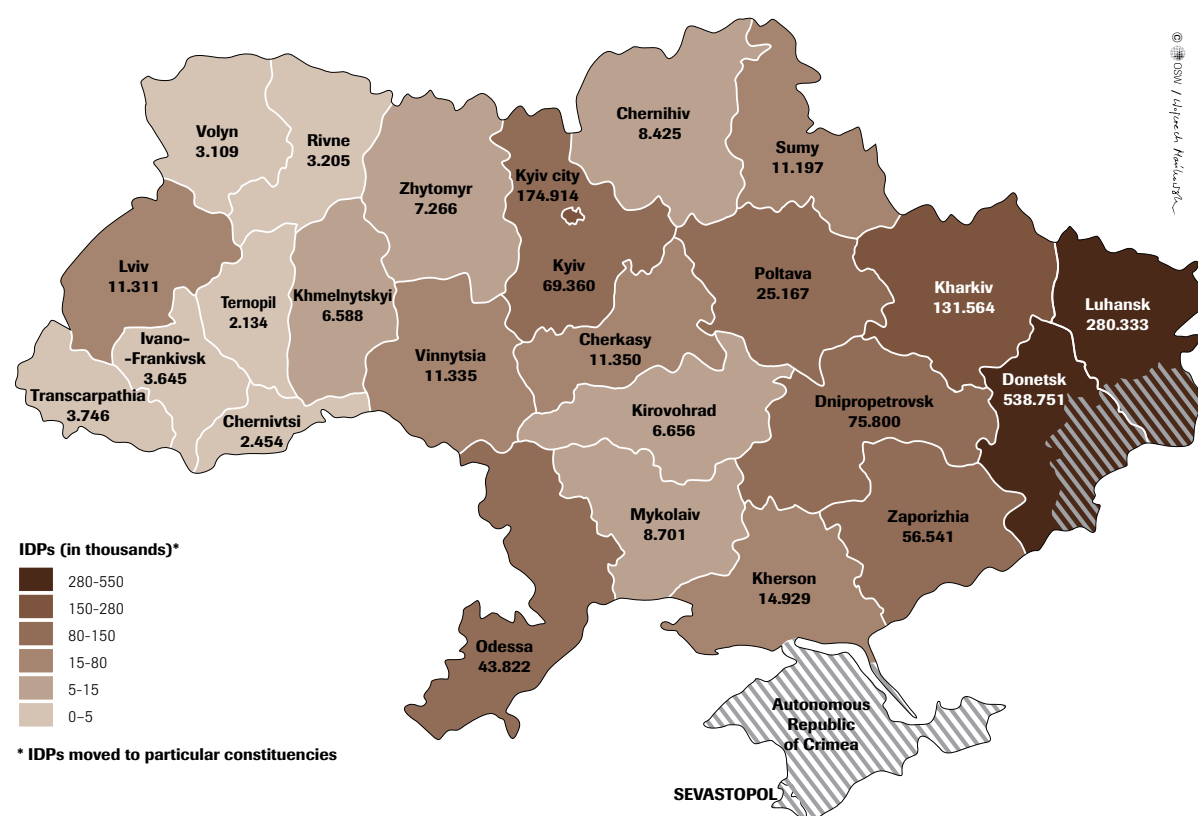 © OSW / Wojciech Mańkowski
Chernihiv
8.425
Volyn
3.109
Rivne
3.205
Sumy
11.197
Zhytomyr
7.266
Kyiv city
174.914
Lviv
11.311
Ternopil
2.134
Khmelnytskyi
6.588
Kyiv
69.360
Poltava
25.167
Kharkiv
131.564
Luhansk
280.333
Ivano-
-Frankivsk
3.645
Vinnytsia
11.335
Cherkasy
11.350
Donetsk
538.751
Transcarpathia
3.746
Chernivtsi
2.454
Kirovohrad
6.656
Dnipropetrovsk
75.800
Mykolaiv
8.701
Zaporizhia
56.541
Kherson
14.929
Odessa
43.822
Autonomous
Republic
of Crimea
SEVASTOPOL
IDPs (in thousands)*
280-550
150-280
80-150
15-80
5-15
0–5
* IDPs moved to particular constituencies